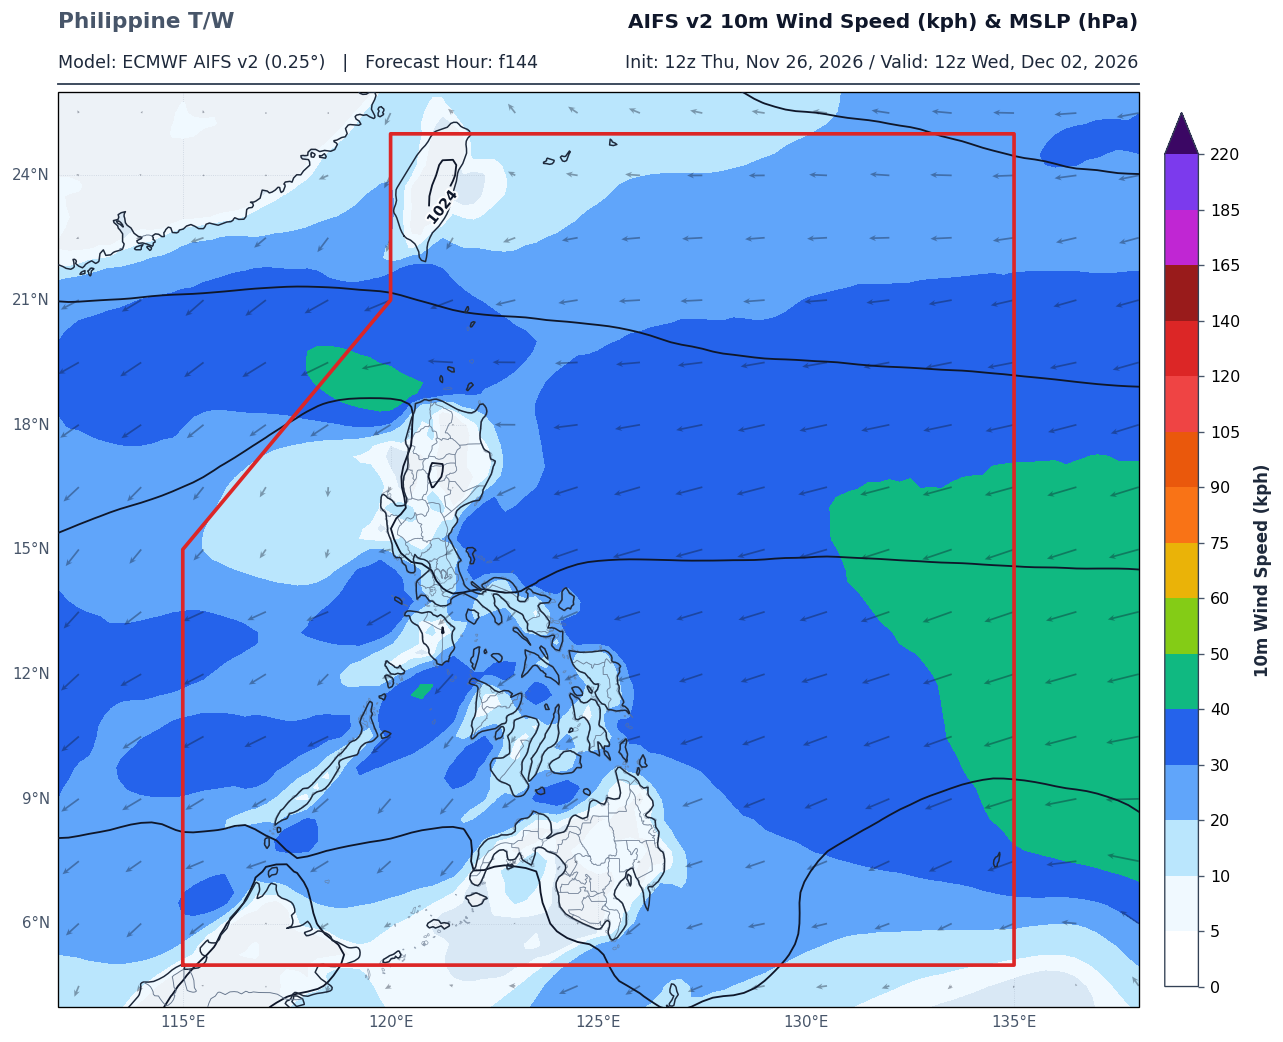 Philippine T/W
AIFS v2 10m Wind Speed (kph) & MSLP (hPa)
Model: ECMWF AIFS v2 (0.25°)   |   Forecast Hour: f144
Init: 12z Thu, Nov 26, 2026 / Valid: 12z Wed, Dec 02, 2026
24°N
21°N
18°N
15°N
12°N
9°N
6°N
1024
115°E
120°E
125°E
130°E
135°E
220
185
165
140
120
105
90
75
60
50
40
30
20
10
5
0
10m Wind Speed (kph)